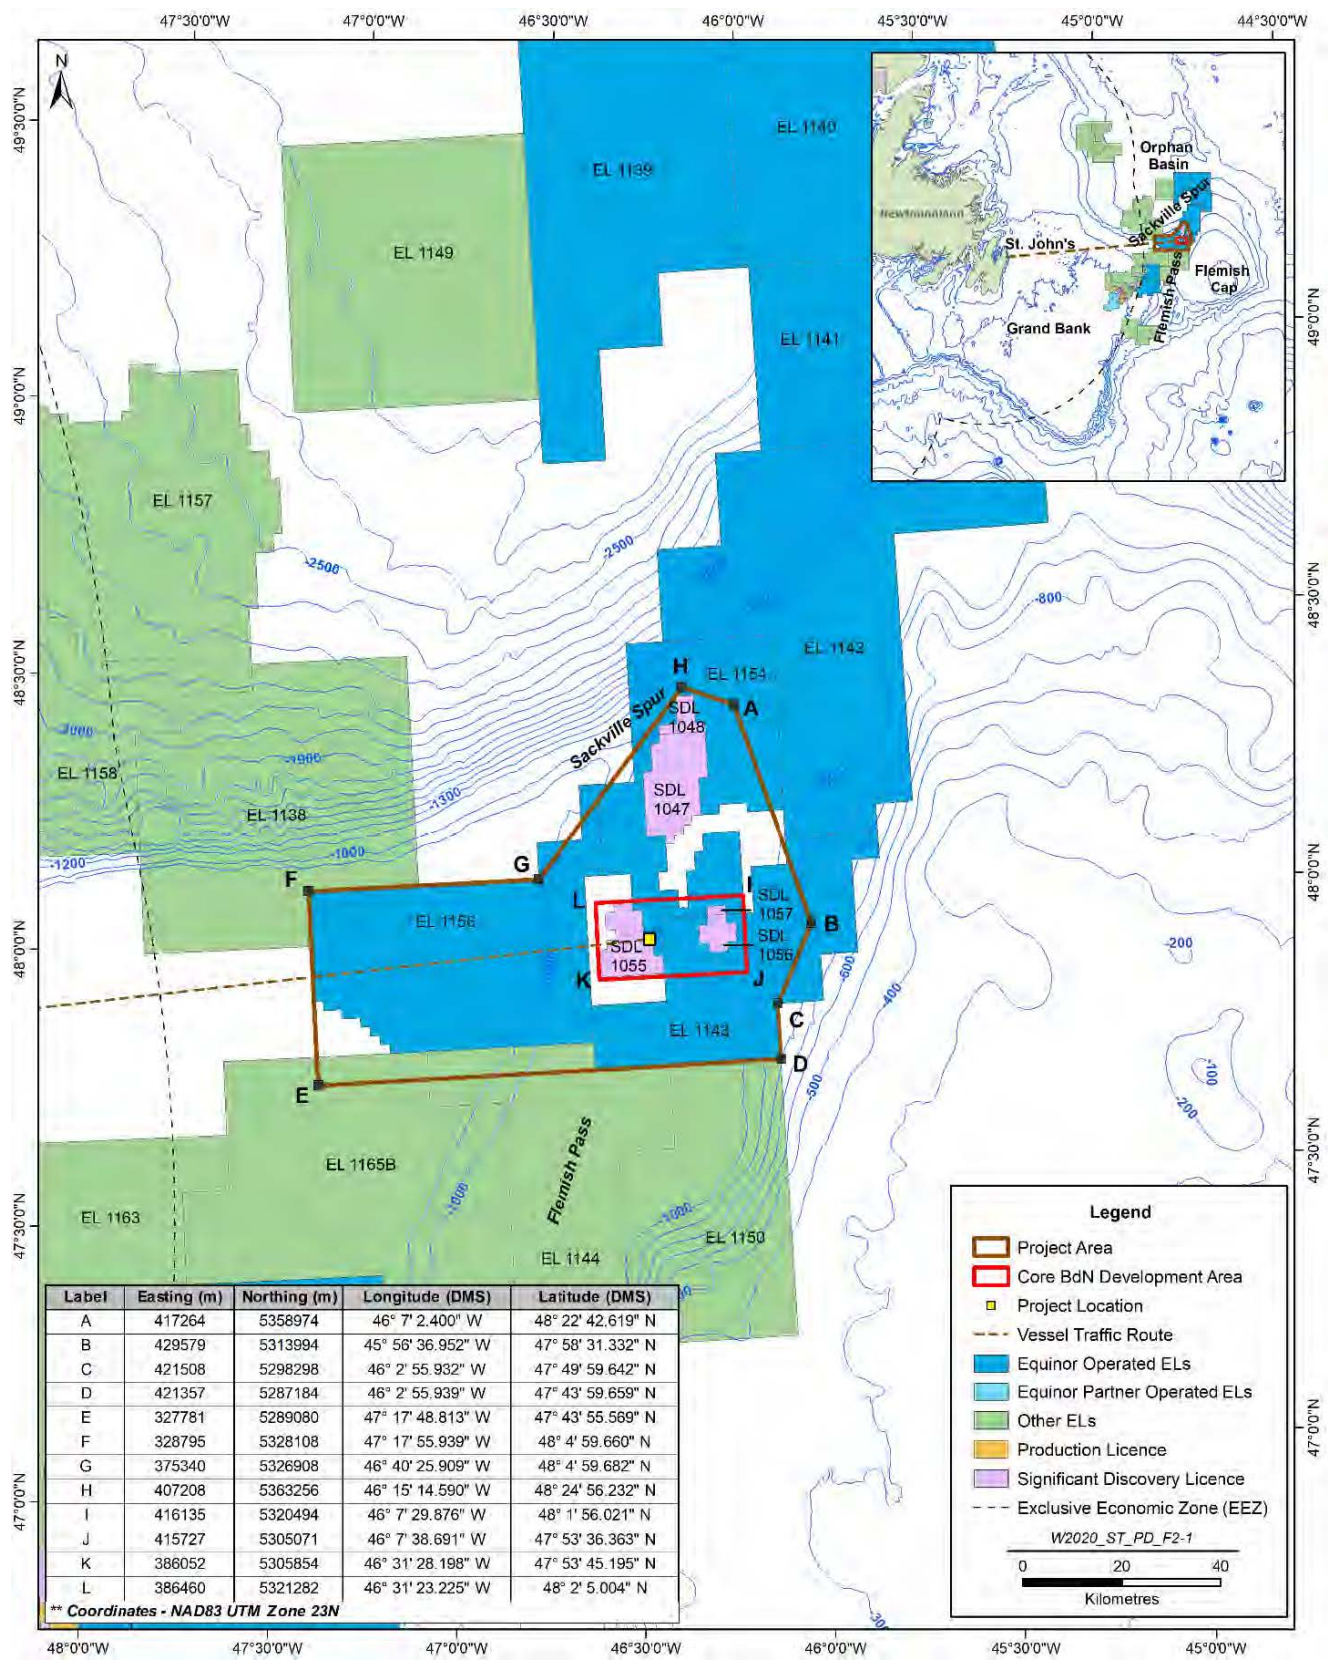 47°30'0"W 47°0'0"W 46°30'0"W 46°0'0"W 45°30'0"W 45°0'0"W 44°30'0"W
N
49°30'0"N
EL 1140
EL 1139
EL 1149
EL 1141
Orphan
Basin
Sackville Spur
Newfoundland
St. John's
Flemish
Cap
Flemish Pass
Grand Bank
49°0'0"N
49°0'0"N
EL 1157
-2500
-2500
48°30'0"N
-800
EL 1143
48°30'0"N
H
EL 1154
A
SDL
1048
Sackville Spur
-1900
EL 1158
SDL
1047
-1300
EL 1138
-1200
-1000
48°0'0"N
G
F
I
L
SDL
1057
B
EL 1156
SDL
1056
SDL
1055
48°0'0"N
-200
-600
-400
K
J
C
EL 1143
D
-500
E
-100
-200
Flemish Pass
47°30'0"N
EL 1165B
-1000
-1000
EL 1163
EL 1150
EL 1144
47°30'0"N
Legend
Project Area
Core BdN Development Area
Project Location
Vessel Traffic Route
Equinor Operated ELs
Equinor Partner Operated ELs
Other ELs
Production Licence
Significant Discovery Licence
Exclusive Economic Zone (EEZ)
W2020_ST_PD_F2-1
0 20 40
Kilometres
47°0'0"N
47°0'0"N
Label Easting (m) Northing (m) Longitude (DMS) Latitude (DMS)
A 417264 5358974 46° 7' 2.400" W 48° 22' 42.619" N
B 429579 5313994 45° 56' 36.952" W 47° 58' 31.332" N
C 421508 5298298 46° 2' 55.932" W 47° 49' 59.642" N
D 421357 5287184 46° 2' 55.939" W 47° 43' 59.659" N
E 327781 5289080 47° 17' 48.813" W 47° 43' 55.569" N
F 328795 5328108 47° 17' 55.939" W 48° 4' 59.660" N
G 375340 5326908 46° 40' 25.909" W 48° 4' 59.682" N
H 407208 5363256 46° 15' 14.590" W 48° 24' 56.232" N
I 416135 5320494 46° 7' 29.876" W 48° 1' 56.021" N
J 415727 5305071 46° 7' 38.691" W 47° 53' 36.363" N
K 386052 5305854 46° 31' 28.198" W 47° 53' 45.195" N
L 386460 5321282 46° 31' 23.225" W 48° 2' 5.004" N
** Coordinates - NAD83 UTM Zone 23N
48°0'0"W 47°30'0"W 47°0'0"W 46°30'0"W 46°0'0"W 45°30'0"W 45°0'0"W